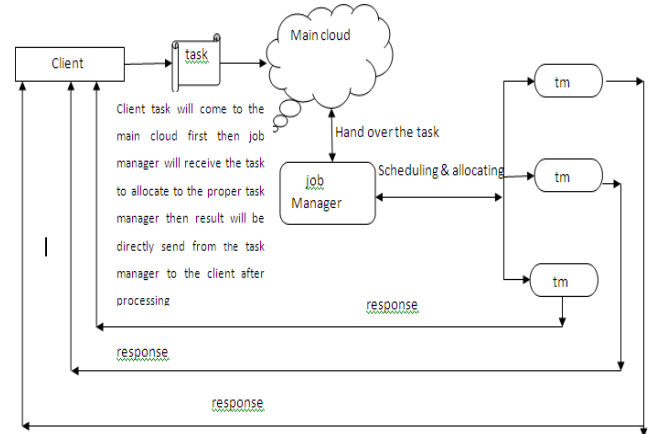 Client
task
Main cloud
Client task will come to the
main cloud first then job
manager will receive the task
to allocate to the proper task
manager then result will be
directly send from the task
manager to the client after
processing
Hand over the task
job
Manager
Scheduling & allocating
tm
tm
tm
response
response
response